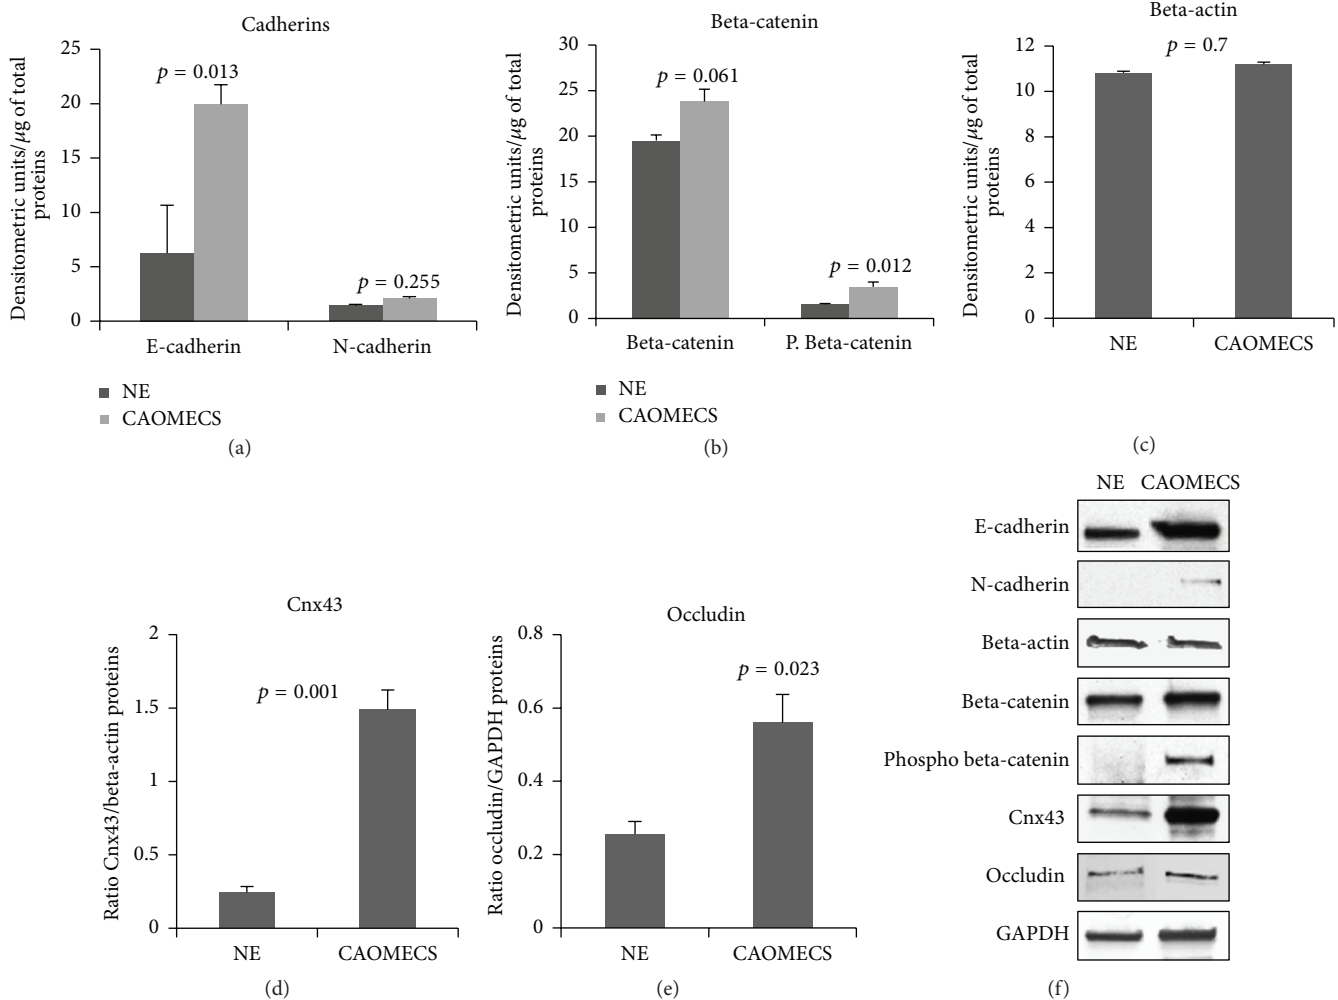 Cadherins
Densitometric units/μg of total
proteins
25
20
15
10
5
0
p = 0.013
p = 0.255
E-cadherin N-cadherin
NE
CAOMECS
(a)
Beta-catenin
Densitometric units/μg of total
proteins
30
25
20
15
10
5
0
p = 0.061
p = 0.012
Beta-catenin P. Beta-catenin
NE
CAOMECS
(b)
Beta-actin
Densitometric units/μg of total
proteins
12
10
8
6
4
2
0
p = 0.7
NE CAOMECS
(c)
Cnx43
Ratio Cnx43/beta-actin proteins
2
1.5
1
0.5
0
p = 0.001
NE CAOMECS
(d)
Occludin
Ratio occludin/GAPDH proteins
0.8
0.6
0.4
0.2
0
p = 0.023
NE CAOMECS
(e)
NE CAOMECS
E-cadherin
N-cadherin
Beta-actin
Beta-catenin
Phospho beta-catenin
Cnx43
Occludin
GAPDH
(f)